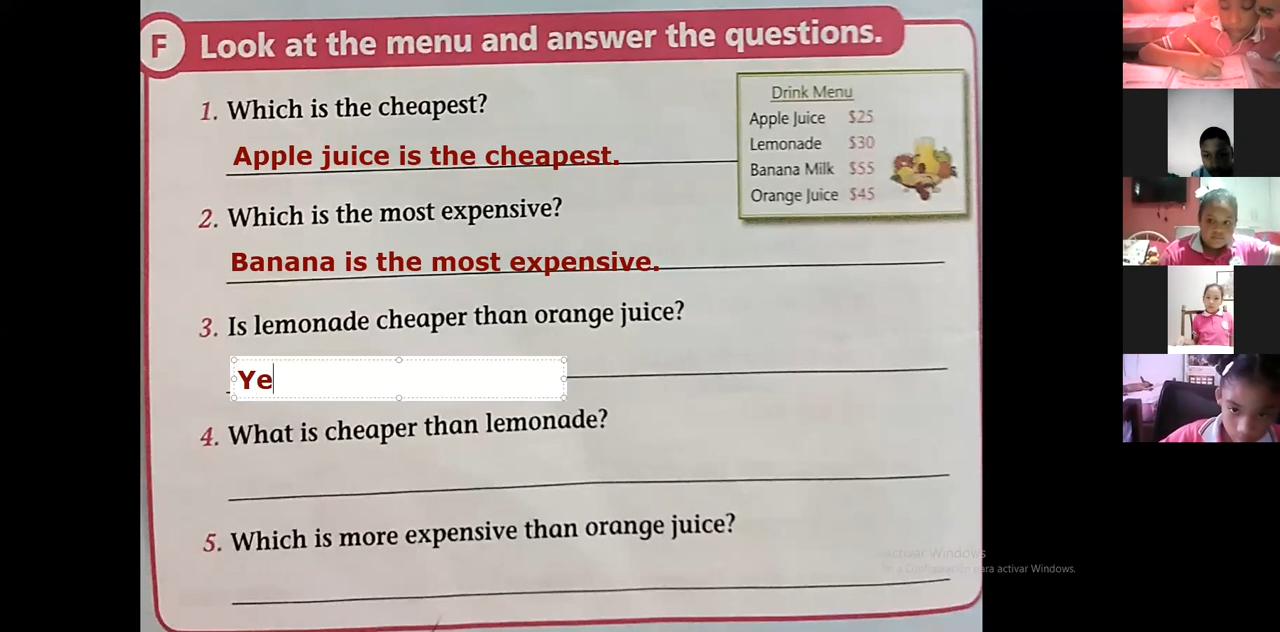 F Look at the menu and answer the questions.
1. Which is the cheapest?
Apple juice is the cheapest.
Drink Menu
Apple Juice $25
Lemonade $30
Banana Milk $55
Orange Juice $45
2. Which is the most expensive?
Banana is the most expensive.
3. Is lemonade cheaper than orange juice?
Ye
4. What is cheaper than lemonade?
5. Which is more expensive than orange juice?
activar Windows
a Configuración para activar Windows.